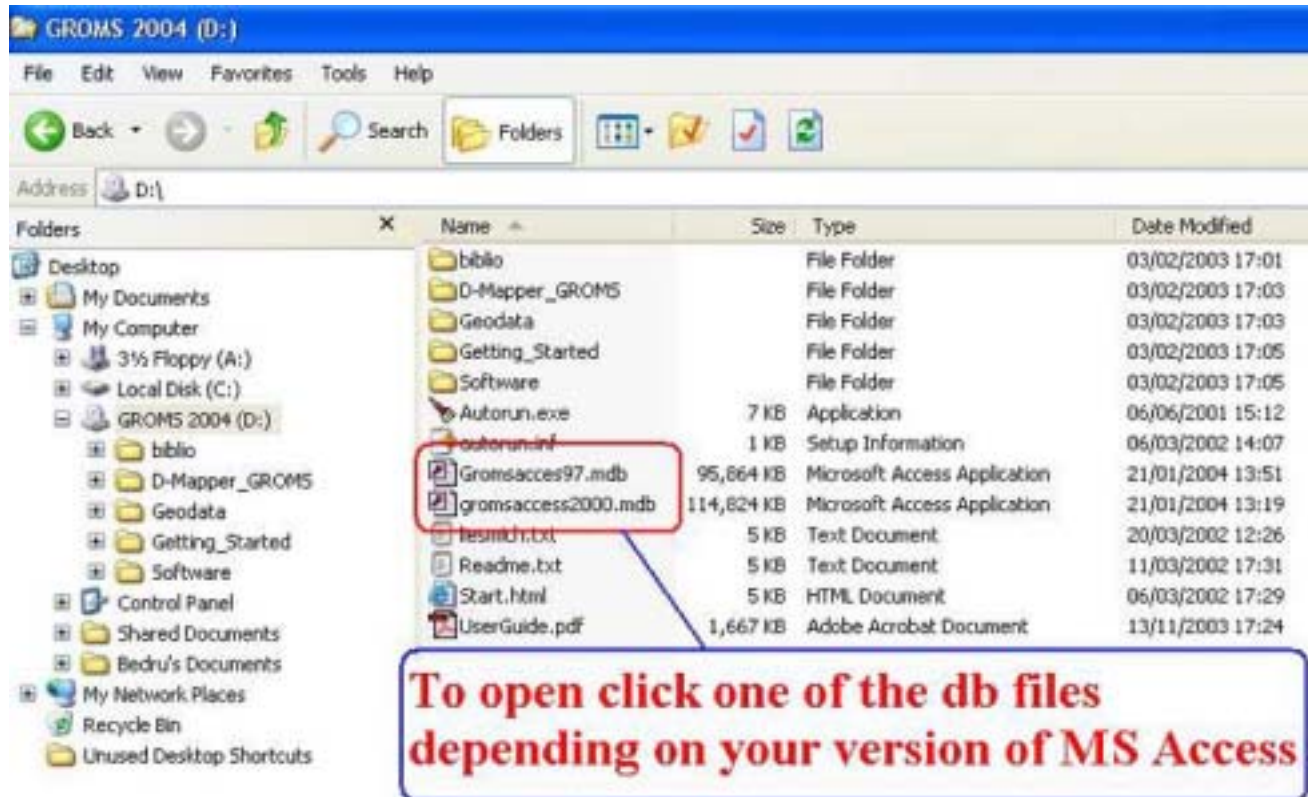 GROMS 2004 (D:)
File Edit View Favorites Tools Help
Back Search Folders
Address D:\
Folders
Desktop
My Documents
My Computer
3½ Floppy (A:)
Local Disk (C:)
GROMS 2004 (D:)
biblio
D-Mapper_GROMS
Geodata
Getting_Started
Software
Control Panel
Shared Documents
Bedru's Documents
My Network Places
Recycle Bin
Unused Desktop Shortcuts
Name Size Type Date Modified
biblio File Folder 03/02/2003 17:01
D-Mapper_GROMS File Folder 03/02/2003 17:03
Geodata File Folder 03/02/2003 17:03
Getting_Started File Folder 03/02/2003 17:05
Software File Folder 03/02/2003 17:05
Autorun.exe 7 KB Application 06/06/2001 15:12
autorun.inf 1 KB Setup Information 06/03/2002 14:07
Gromsacces97.mdb 95,864 KB Microsoft Access Application 21/01/2004 13:51
gromsaccess2000.mdb 114,824 KB Microsoft Access Application 21/01/2004 13:19
liesmich.txt 5 KB Text Document 20/03/2002 12:26
Readme.txt 5 KB Text Document 11/03/2002 17:31
Start.html 5 KB HTML Document 06/03/2002 17:29
UserGuide.pdf 1,667 KB Adobe Acrobat Document 13/11/2003 17:24
To open click one of the db files
depending on your version of MS Access